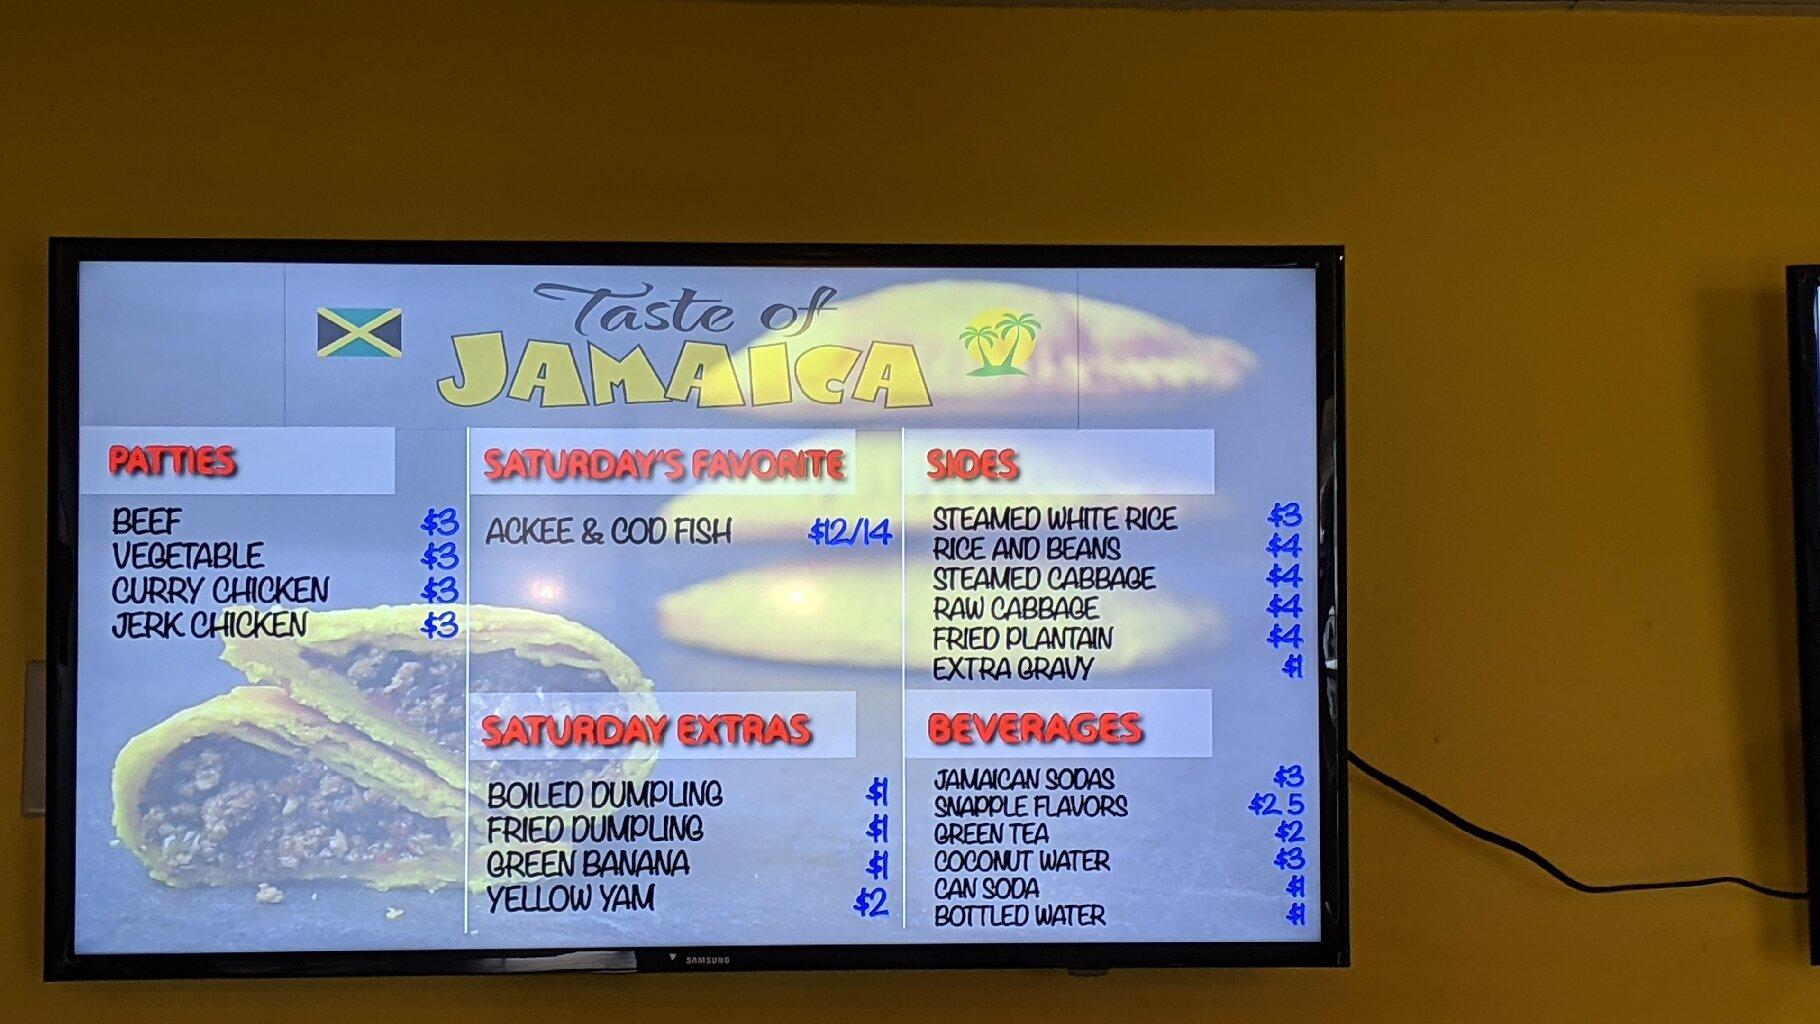 Taste of
JAMAICA
PATTIES
BEEF $3
VEGETABLE $3
CURRY CHICKEN $3
JERK CHICKEN $3
SATURDAY'S FAVORITE
ACKEE & COD FISH $12/14
SATURDAY EXTRAS
BOILED DUMPLING $1
FRIED DUMPLING $1
GREEN BANANA $1
YELLOW YAM $2
SIDES
STEAMED WHITE RICE $3
RICE AND BEANS $4
STEAMED CABBAGE $4
RAW CABBAGE $4
FRIED PLANTAIN $4
EXTRA GRAVY $1
BEVERAGES
JAMAICAN SODAS $3
SNAPPLE FLAVORS $2.5
GREEN TEA $2
COCONUT WATER $3
CAN SODA $1
BOTTLED WATER $1
SAMSUNG